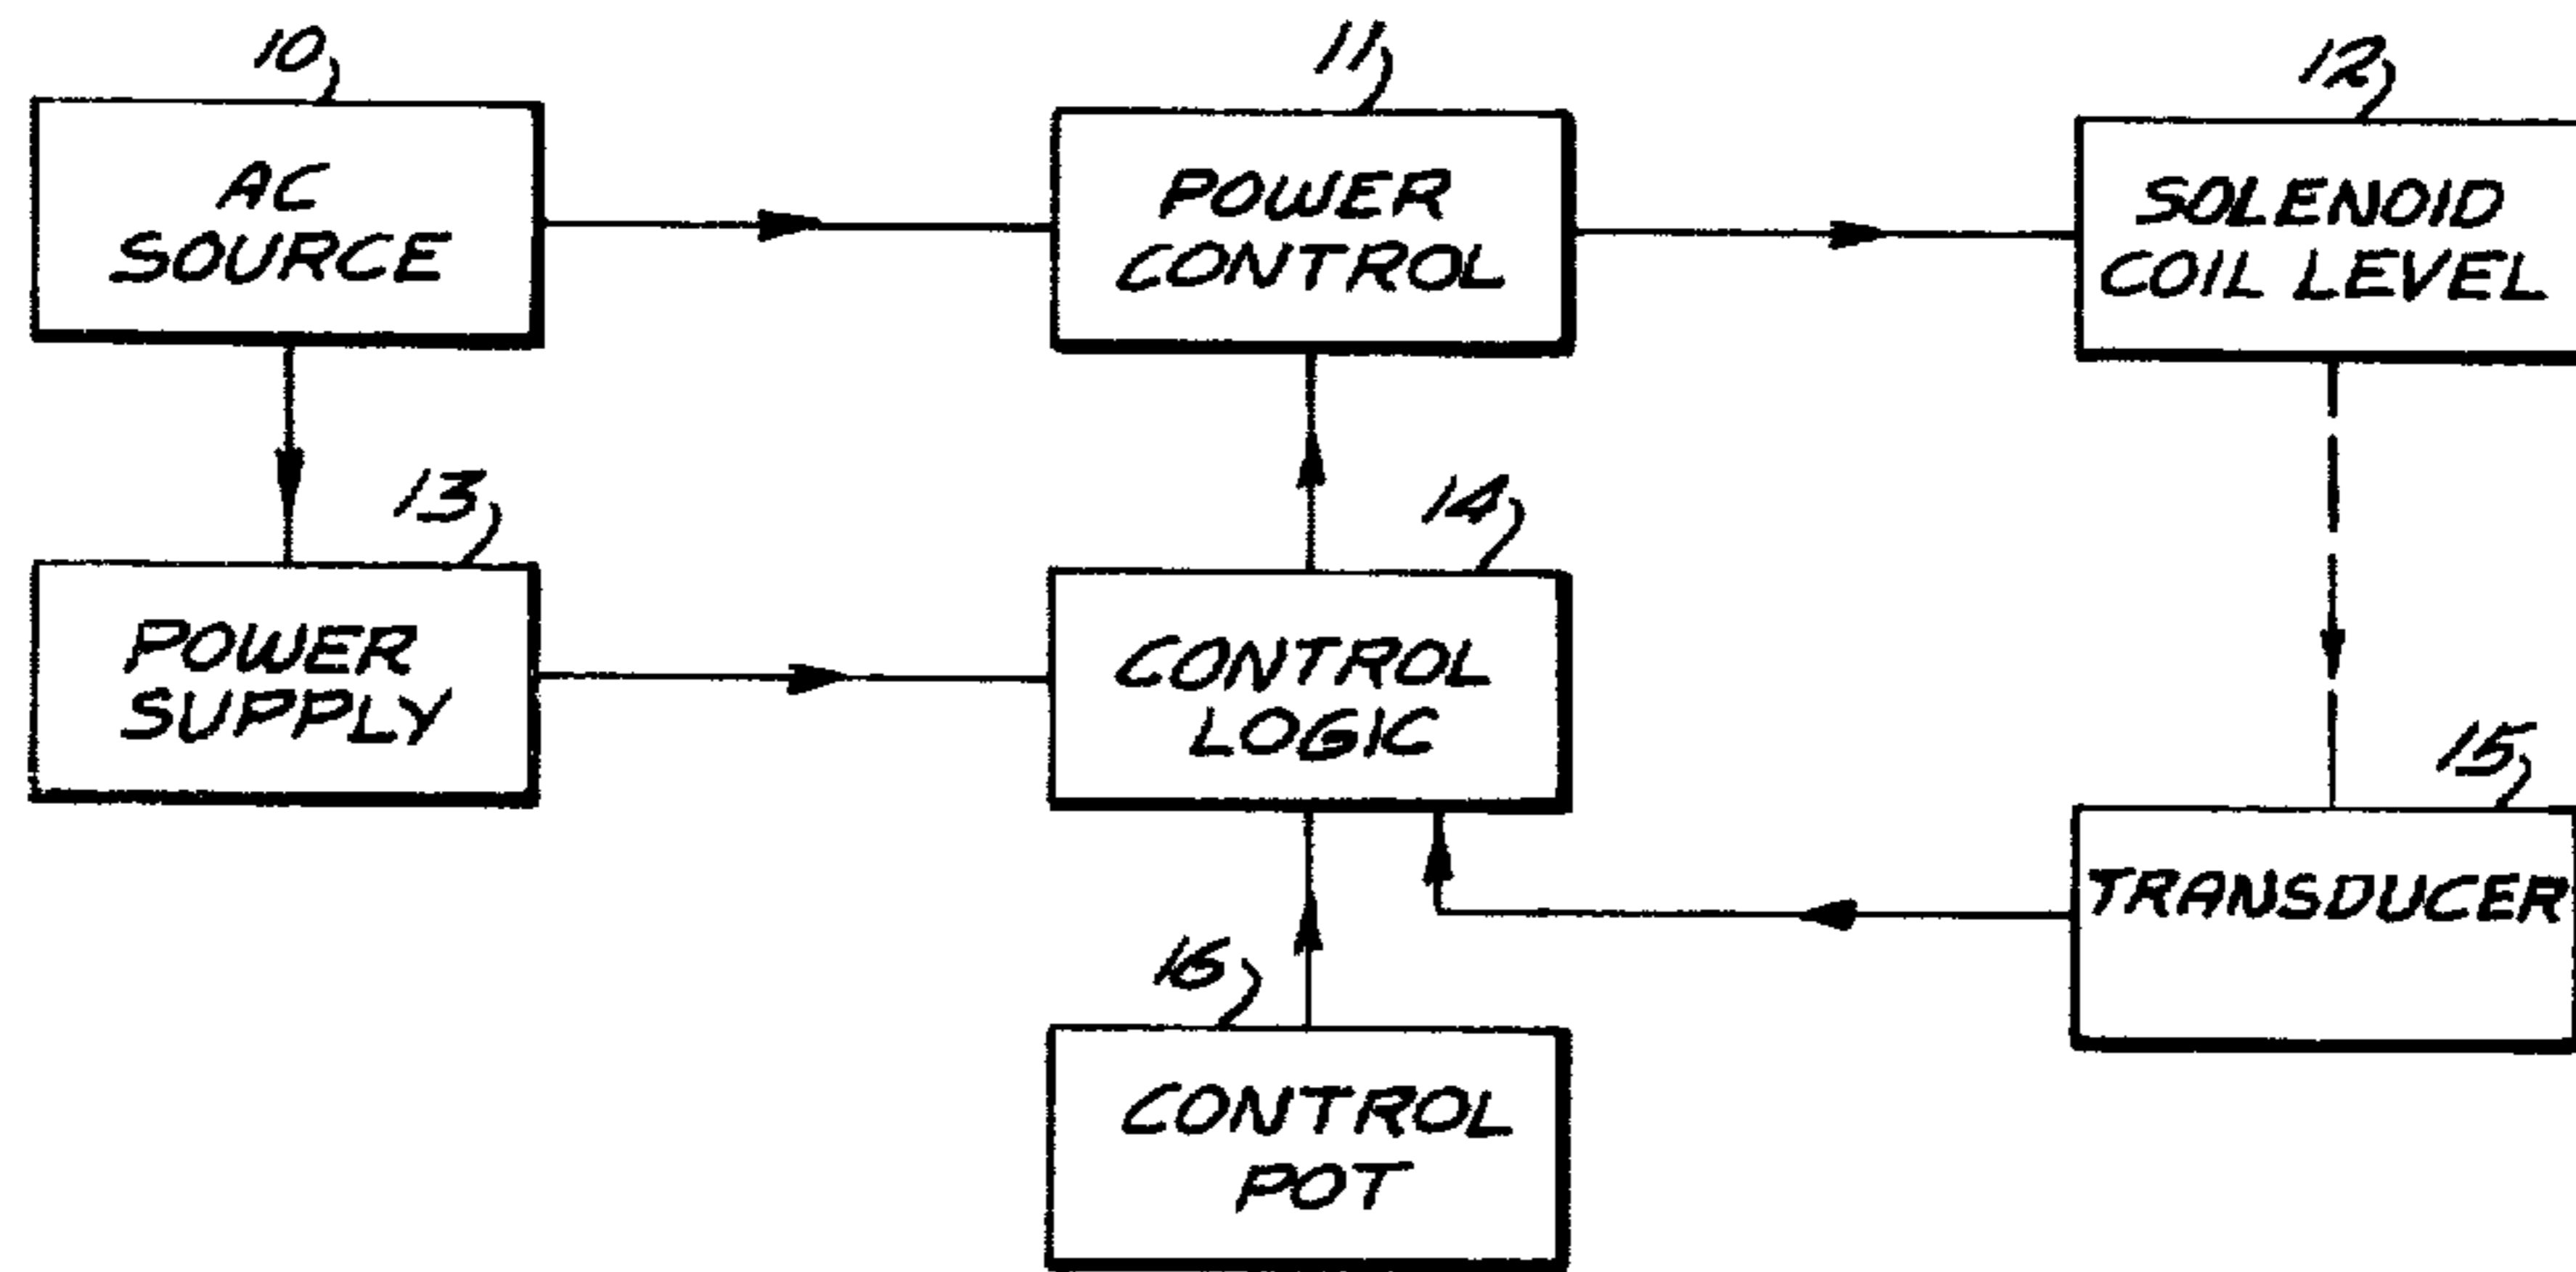 10
AC
SOURCE
11
POWER
CONTROL
12
SOLENOID
COIL LEVEL
13
POWER
SUPPLY
14
CONTROL
LOGIC
15
TRANSDUCER
16
CONTROL
POT